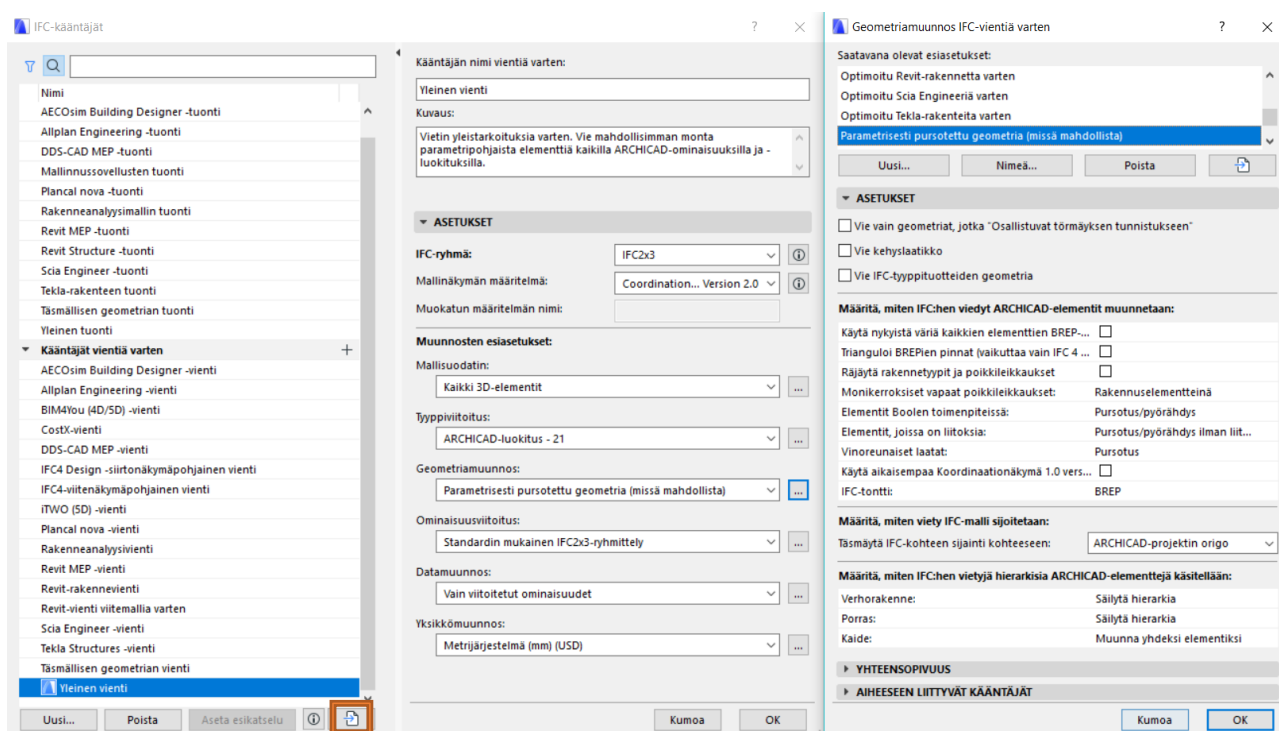 IFC-kääntäjät
Nimi
AECOsim Building Designer -tuonti
Allplan Engineering -tuonti
DDS-CAD MEP -tuonti
Mallinnussovellusten tuonti
Plancal nova -tuonti
Rakenneanalyysimallin tuonti
Revit MEP -tuonti
Revit Structure -tuonti
Scia Engineer -tuonti
Tekla-rakenteen tuonti
Täsmällisen geometrian tuonti
Yleinen tuonti
Kääntäjät vientiä varten
AECOsim Building Designer -vienti
Allplan Engineering -vienti
BIM4You (4D/5D) -vienti
CostX-vienti
DDS-CAD MEP -vienti
IFC4 Design -siirtonäkymäpohjainen vienti
IFC4-viitenäkymäpohjainen vienti
iTWO (5D) -vienti
Plancal nova -vienti
Rakenneanalyysivienti
Revit MEP -vienti
Revit-rakennevienti
Revit-vienti viitemallia varten
Scia Engineer -vienti
Tekla Structures -vienti
Täsmällisen geometrian vienti
Yleinen vienti
Uusi... Poista Aseta esikatselu
Kääntäjän nimi vientiä varten:
Yleinen vienti
Kuvaus:
Vietin yleistarkoituksia varten. Vie mahdollisimman monta
parametripohjaista elementtiä kaikilla ARCHICAD-ominaisuuksilla ja -
luokituksilla.
ASETUKSET
IFC-ryhmä: IFC2x3
Mallinäkymän määritelmä: Coordination... Version 2.0
Muokatun määritelmän nimi:
Muunnosten esiasetukset:
Mallisuodatin:
Kaikki 3D-elementit ...
Tyyppiviitoitus:
ARCHICAD-luokitus - 21 ...
Geometriamuunnos:
Parametrisesti pursotettu geometria (missä mahdollista) ...
Ominaisuusviitoitus:
Standardin mukainen IFC2x3-ryhmittely ...
Datamuunnos:
Vain viitoitetut ominaisuudet ...
Yksikkömuunnos:
Metrijärjestelmä (mm) (USD) ...
Kumoa OK
Geometriamuunnos IFC-vientiä varten
Saatavana olevat esiasetukset:
Optimoitu Revit-rakennetta varten
Optimoitu Scia Engineeriä varten
Optimoitu Tekla-rakenteita varten
Parametrisesti pursotettu geometria (missä mahdollista)
Uusi... Nimeä... Poista
ASETUKSET
Vie vain geometriat, jotka "Osallistuvat törmäyksen tunnistukseen"
Vie kehyslaatikko
Vie IFC-tyyppituotteiden geometria
Määritä, miten IFC:hen viedyt ARCHICAD-elementit muunnetaan:
Käytä nykyistä väriä kaikkien elementtien BREP-...
Trianguloi BREPien pinnat (vaikuttaa vain IFC 4 ...
Räjäytä rakennetyypit ja poikkileikkaukset
Monikerroksiset vapaat poikkileikkaukset: Rakennuselementteinä
Elementit Boolen toimenpiteissä: Pursotus/pyörähdys
Elementit, joissa on liitoksia: Pursotus/pyörähdys ilman liit...
Vinoreunaiset laatat: Pursotus
Käytä aikaisempaa Koordinaationäkymä 1.0 vers...
IFC-tontti: BREP
Määritä, miten viety IFC-malli sijoitetaan:
Täsmäytä IFC-kohteen sijainti kohteeseen: ARCHICAD-projektin origo
Määritä, miten IFC:hen vietyjä hierarkisia ARCHICAD-elementtejä käsitellään:
Verhorakenne: Säilytä hierarkia
Porras: Säilytä hierarkia
Kaide: Muunna yhdeksi elementiksi
YHTEENSOPIVUUS
AIHEESEEN LIITTYVÄT KÄÄNTÄJÄT
Kumoa OK